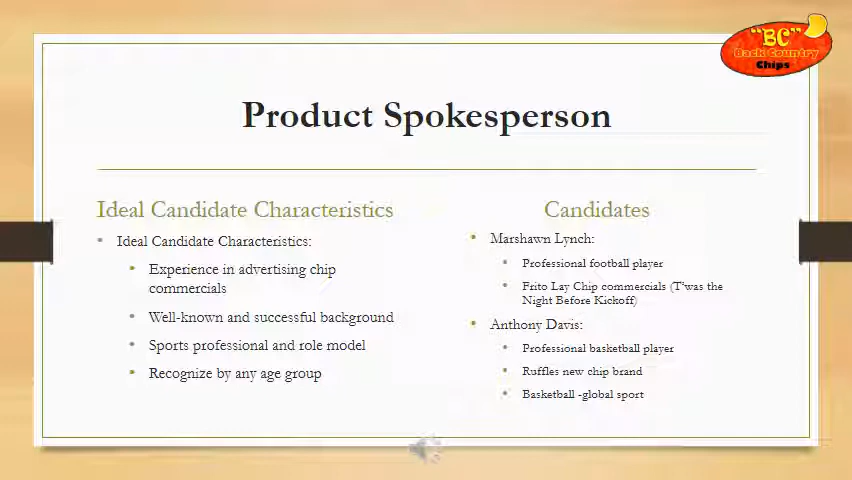 "BC"
Back Country
Chips
Product Spokesperson
Ideal Candidate Characteristics
Ideal Candidate Characteristics:
Experience in advertising chip
commercials
Well-known and successful background
Sports professional and role model
Recognize by any age group
Candidates
Marshawn Lynch:
Professional football player
Frito Lay Chip commercials (T'was the
Night Before Kickoff)
Anthony Davis:
Professional basketball player
Ruffles new chip brand
Basketball -global sport